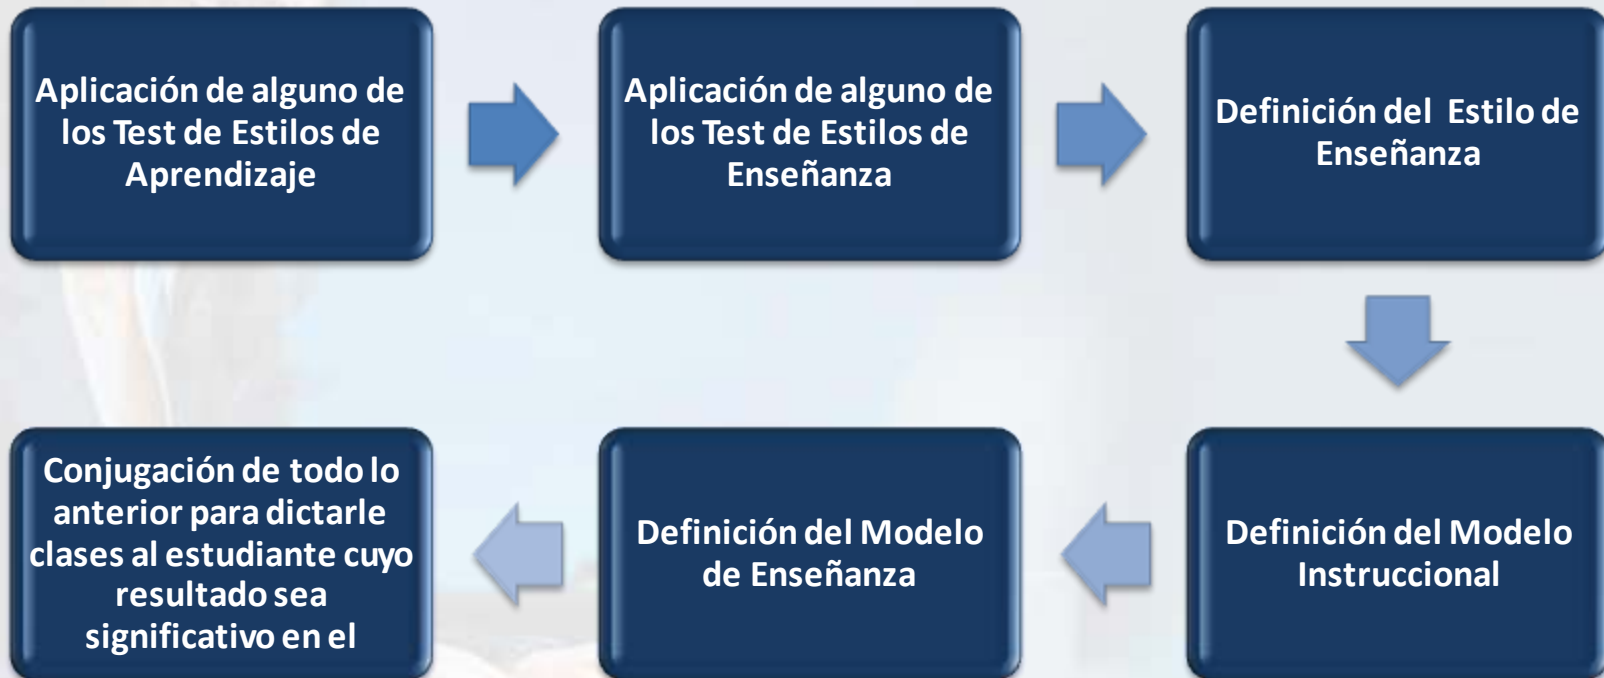 Aplicación de alguno de
los Test de Estilos de
Aprendizaje
Aplicación de alguno de
los Test de Estilos de
Enseñanza
Definición del Estilo de
Enseñanza
Definición del Modelo
Instruccional
Definición del Modelo
de Enseñanza
Conjugación de todo lo
anterior para dictarle
clases al estudiante cuyo
resultado sea
significativo en el